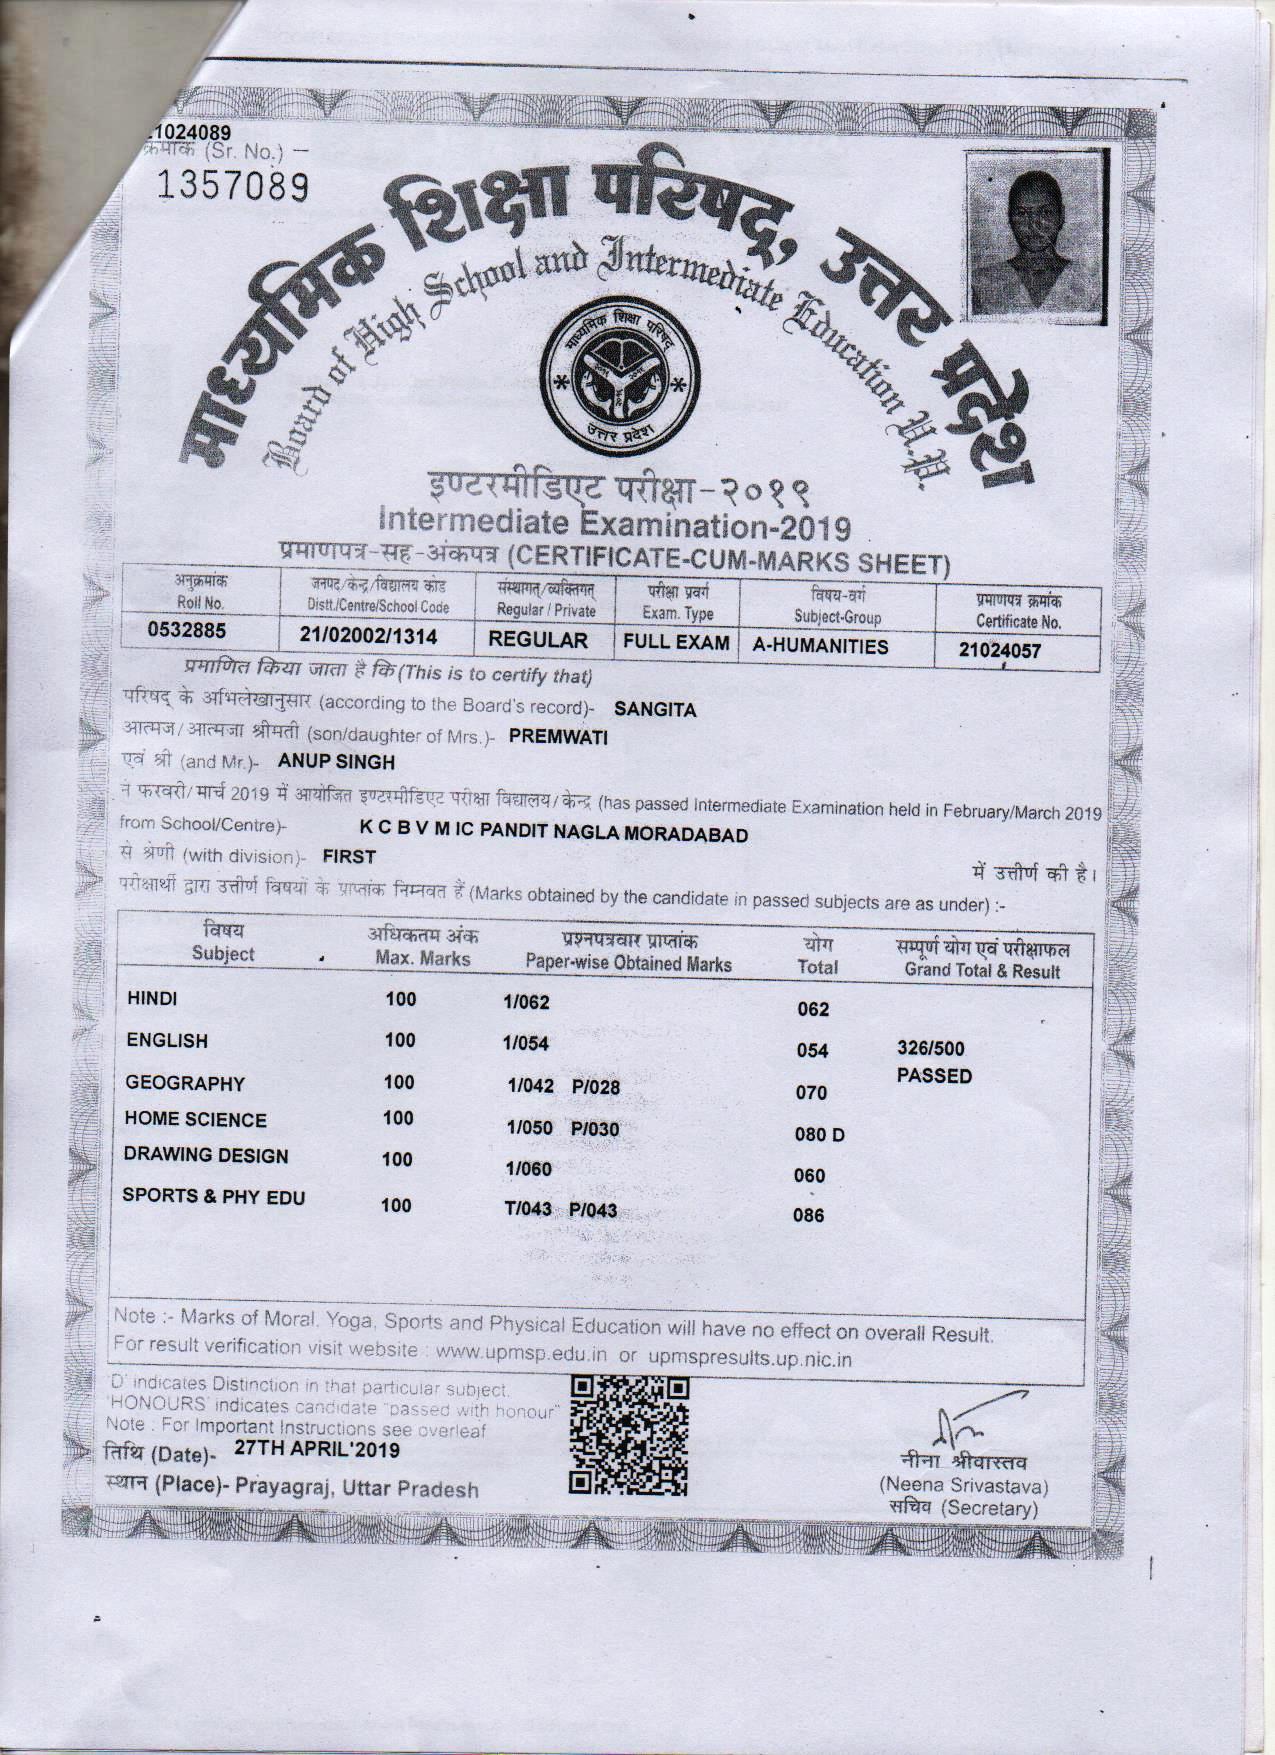 1024089
क्रमांक (Sr. No.) –
1357089
माध्यमिक शिक्षा परिषद्, उत्तर प्रदेश
Board of High School and Intermediate Education U.P.
माध्यमिक शिक्षा परिषद्
उत्तर प्रदेश
इण्टरमीडिएट परीक्षा-२०१९
Intermediate Examination-2019
प्रमाणपत्र-सह-अंकपत्र (CERTIFICATE-CUM-MARKS SHEET)
अनुक्रमांक जनपद/केन्द्र/विद्यालय कोड संस्थागत्/व्यक्तिगत् परीक्षा प्रवर्ग विषय-वर्ग प्रमाणपत्र क्रमांक
Roll No. Distt./Centre/School Code Regular / Private Exam. Type Subject-Group Certificate No.
0532885 21/02002/1314 REGULAR FULL EXAM A-HUMANITIES 21024057
प्रमाणित किया जाता है कि (This is to certify that)
परिषद् के अभिलेखानुसार (according to the Board's record)- SANGITA
आत्मज/आत्मजा श्रीमती (son/daughter of Mrs.)- PREMWATI
एवं श्री (and Mr.)- ANUP SINGH
ने फरवरी/मार्च 2019 में आयोजित इण्टरमीडिएट परीक्षा विद्यालय/केन्द्र (has passed Intermediate Examination held in February/March 2019
from School/Centre)- K C B V M IC PANDIT NAGLA MORADABAD
से श्रेणी (with division)- FIRST में उत्तीर्ण की है।
परीक्षार्थी द्वारा उत्तीर्ण विषयों के प्राप्तांक निम्नवत हैं (Marks obtained by the candidate in passed subjects are as under) :-
विषय अधिकतम अंक प्रश्नपत्रवार प्राप्तांक योग सम्पूर्ण योग एवं परीक्षाफल
Subject Max. Marks Paper-wise Obtained Marks Total Grand Total & Result
HINDI 100 1/062 062
ENGLISH 100 1/054 054 326/500
PASSED
GEOGRAPHY 100 1/042 P/028 070
HOME SCIENCE 100 1/050 P/030 080 D
DRAWING DESIGN 100 1/060 060
SPORTS & PHY EDU 100 T/043 P/043 086
Note :- Marks of Moral, Yoga, Sports and Physical Education will have no effect on overall Result.
For result verification visit website : www.upmsp.edu.in or upmspresults.up.nic.in
'D' indicates Distinction in that particular subject.
'HONOURS' indicates candidate "passed with honour"
Note : For Important Instructions see overleaf
तिथि (Date)- 27TH APRIL'2019
स्थान (Place)- Prayagraj, Uttar Pradesh
नीना श्रीवास्तव
(Neena Srivastava)
सचिव (Secretary)